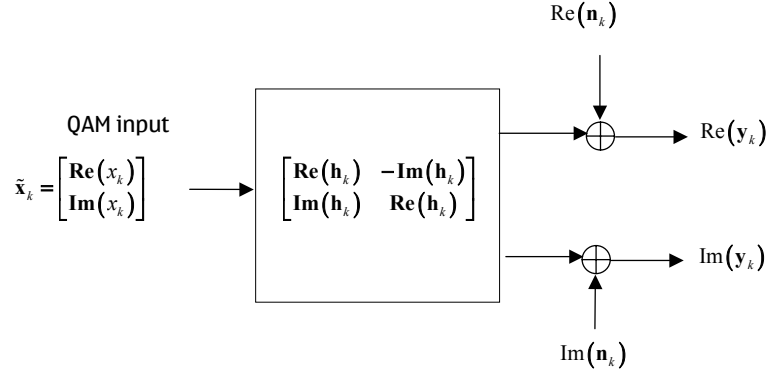 Re(n_k)
QAM input
Re(y_k)
x̃_k = [Re(x_k) Im(x_k)]
[Re(h_k) −Im(h_k)
Im(h_k) Re(h_k)]
Im(y_k)
Im(n_k)